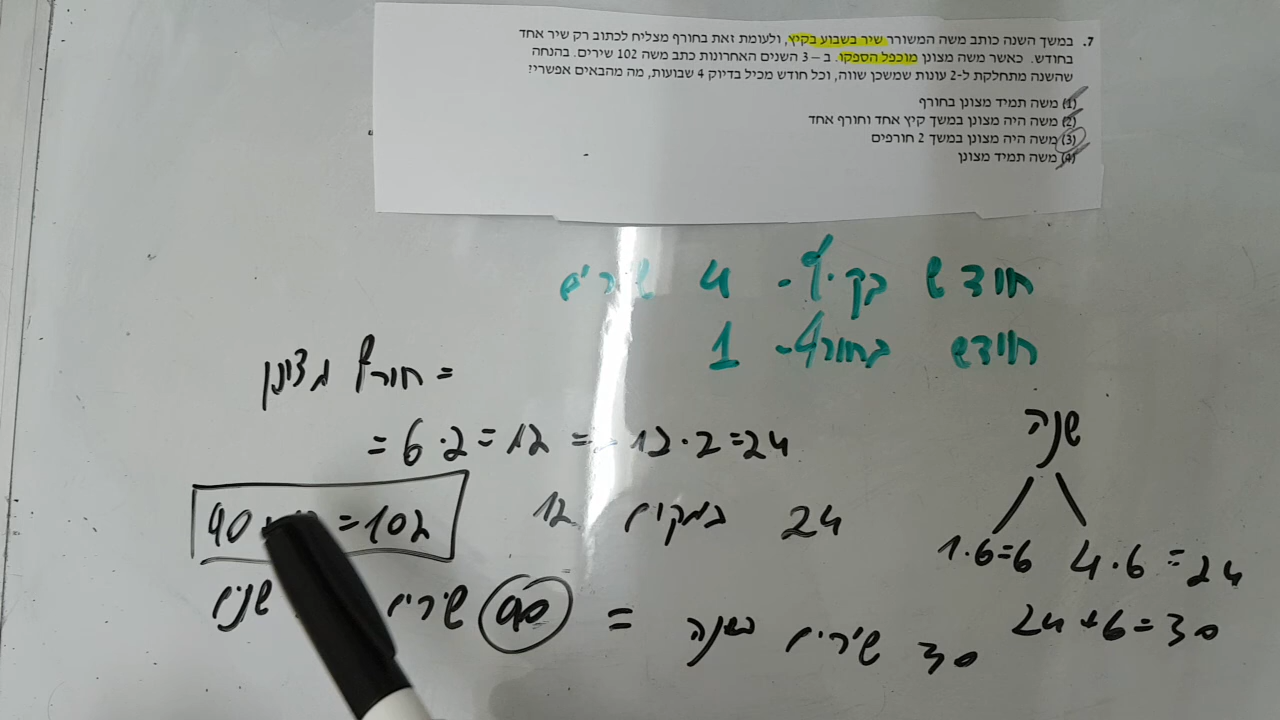 7. במשך השנה כותב משה המשורר שיר בשבוע בקיץ, ולעומת זאת בחורף מצליח לכתוב רק שיר אחד
בחודש. כאשר משה מצונן מוכפל הספקו. ב – 3 השנים האחרונות כתב משה 102 שירים. בהנחה
שהשנה מתחלקת ל-2 עונות שמשכן שווה, וכל חודש מכיל בדיוק 4 שבועות, מה מהבאים אפשרי?
(1) משה תמיד מצונן בחורף
(2) משה היה מצונן במשך קיץ אחד וחורף אחד
(3) משה היה מצונן במשך 2 חורפים
(4) משה תמיד מצונן
חודש בקיץ - 4 שירים
חודש בחורף - 1
חורף מצונן =
= 6·2=12 = 12·2=24
24 במקום 12
90 =102
שנה
1·6=6 4·6=24
24+6=30
30 שירים בשנה = 90 שירים שנים